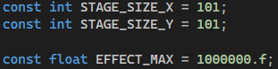 const int STAGE_SIZE_X = 101;
const int STAGE_SIZE_Y = 101;
const float EFFECT_MAX = 1000000.f;